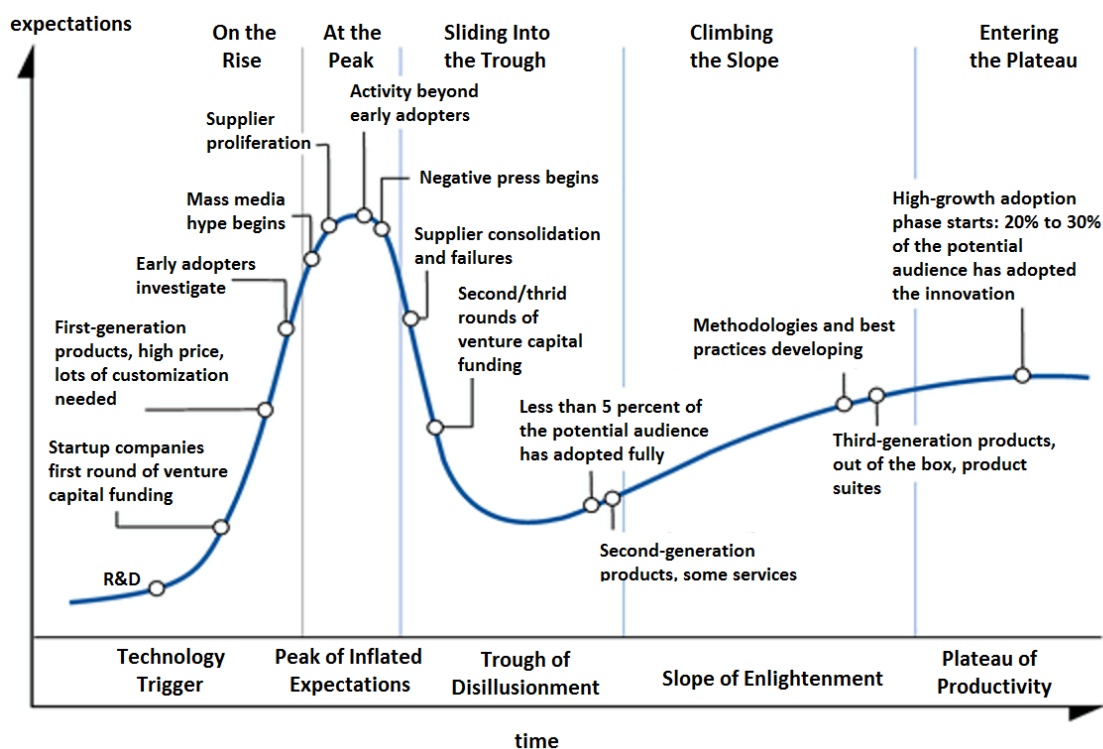 expectations
On the
Rise
At the
Peak
Sliding Into
the Trough
Climbing
the Slope
Entering
the Plateau
Activity beyond
early adopters
Supplier
proliferation
Negative press begins
Mass media
hype begins
High-growth adoption
phase starts: 20% to 30%
of the potential
audience has adopted
the innovation
Supplier consolidation
and failures
Early adopters
investigate
Second/thrid
rounds of
venture capital
funding
First-generation
products, high price,
lots of customization
needed
Methodologies and best
practices developing
Less than 5 percent of
the potential audience
has adopted fully
Startup companies
first round of venture
capital funding
Third-generation products,
out of the box, product
suites
Second-generation
products, some services
R&D
Technology
Trigger
Peak of Inflated
Expectations
Trough of
Disillusionment
Slope of Enlightenment
Plateau of
Productivity
time